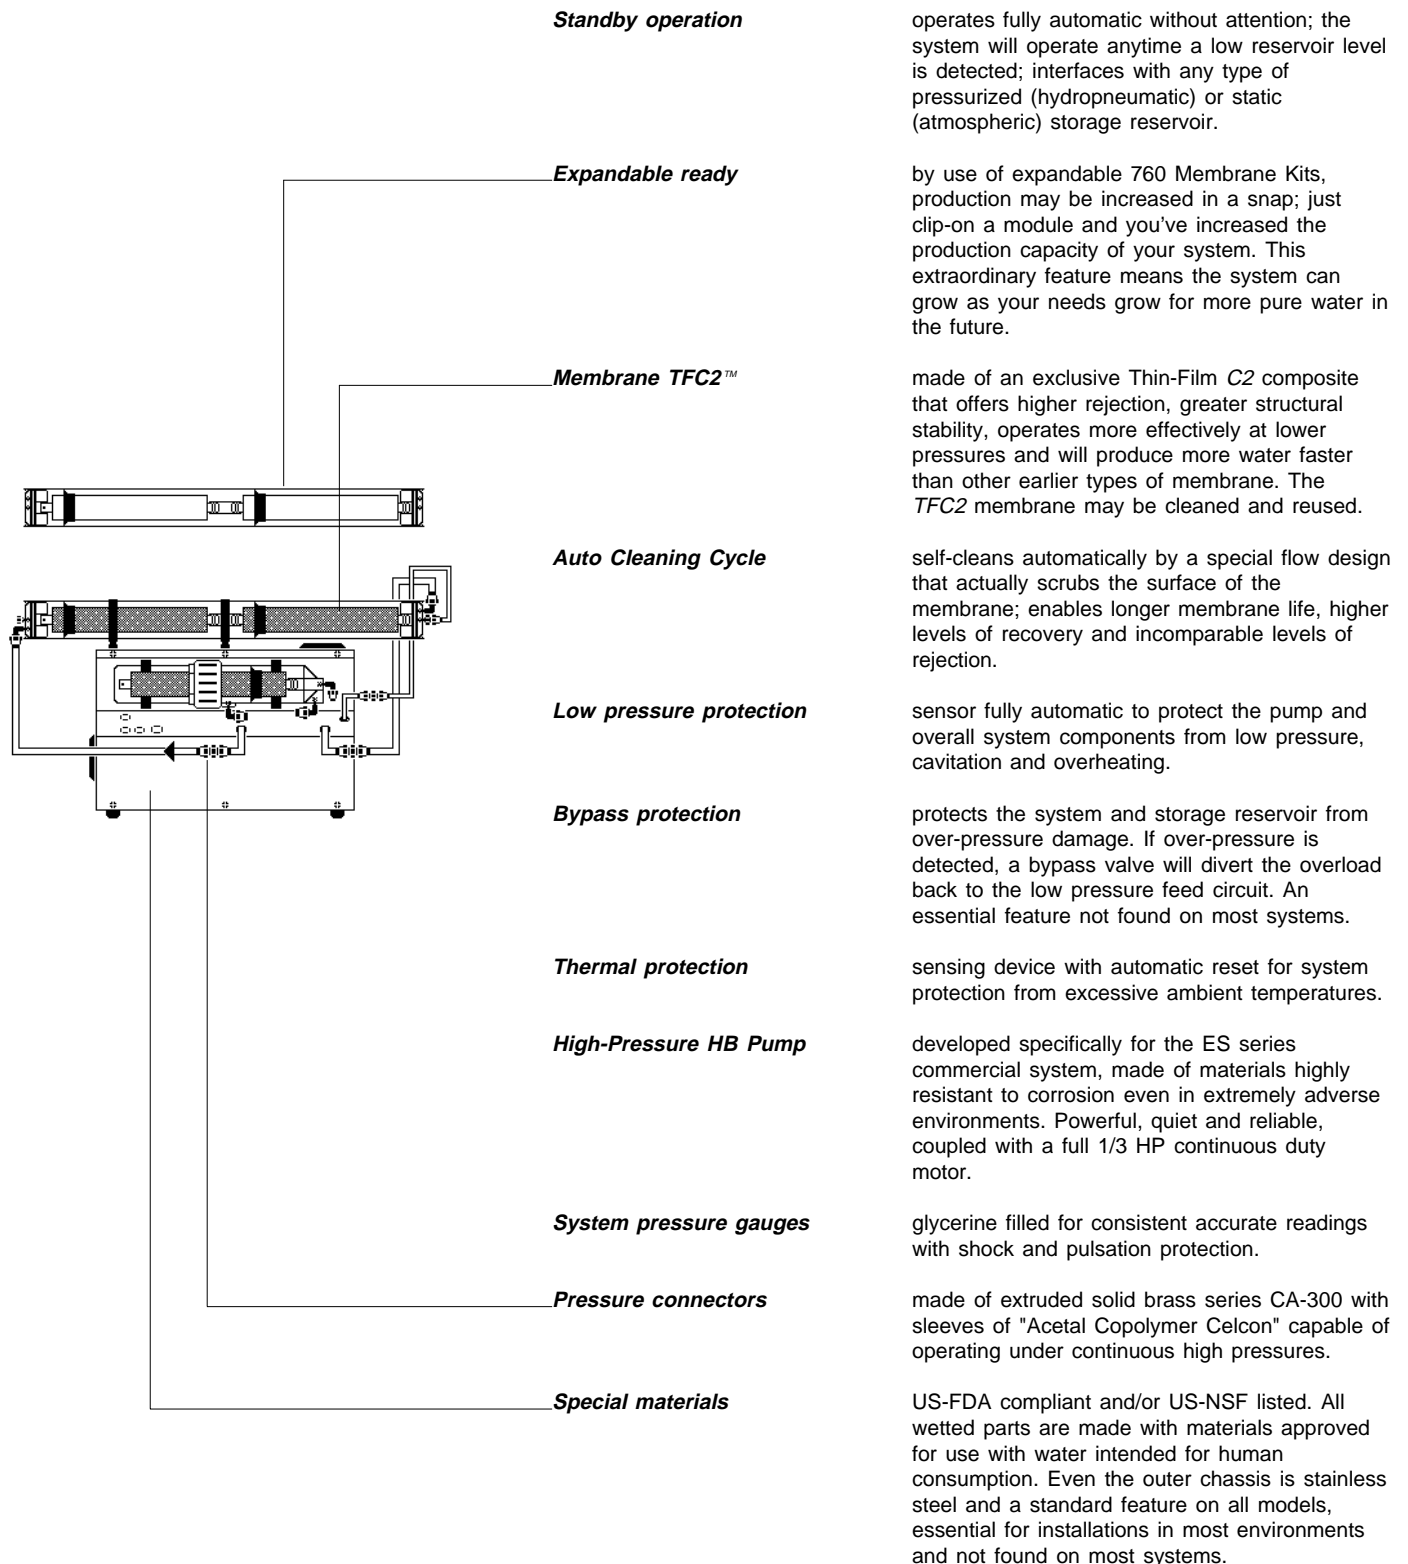 Standby operation
operates fully automatic without attention; the
system will operate anytime a low reservoir level
is detected; interfaces with any type of
pressurized (hydropneumatic) or static
(atmospheric) storage reservoir.
Expandable ready
by use of expandable 760 Membrane Kits,
production may be increased in a snap; just
clip-on a module and you've increased the
production capacity of your system. This
extraordinary feature means the system can
grow as your needs grow for more pure water in
the future.
Membrane TFC2™
made of an exclusive Thin-Film C2 composite
that offers higher rejection, greater structural
stability, operates more effectively at lower
pressures and will produce more water faster
than other earlier types of membrane. The
TFC2 membrane may be cleaned and reused.
Auto Cleaning Cycle
self-cleans automatically by a special flow design
that actually scrubs the surface of the
membrane; enables longer membrane life, higher
levels of recovery and incomparable levels of
rejection.
Low pressure protection
sensor fully automatic to protect the pump and
overall system components from low pressure,
cavitation and overheating.
Bypass protection
protects the system and storage reservoir from
over-pressure damage. If over-pressure is
detected, a bypass valve will divert the overload
back to the low pressure feed circuit. An
essential feature not found on most systems.
Thermal protection
sensing device with automatic reset for system
protection from excessive ambient temperatures.
High-Pressure HB Pump
developed specifically for the ES series
commercial system, made of materials highly
resistant to corrosion even in extremely adverse
environments. Powerful, quiet and reliable,
coupled with a full 1/3 HP continuous duty
motor.
System pressure gauges
glycerine filled for consistent accurate readings
with shock and pulsation protection.
Pressure connectors
made of extruded solid brass series CA-300 with
sleeves of "Acetal Copolymer Celcon" capable of
operating under continuous high pressures.
Special materials
US-FDA compliant and/or US-NSF listed. All
wetted parts are made with materials approved
for use with water intended for human
consumption. Even the outer chassis is stainless
steel and a standard feature on all models,
essential for installations in most environments
and not found on most systems.